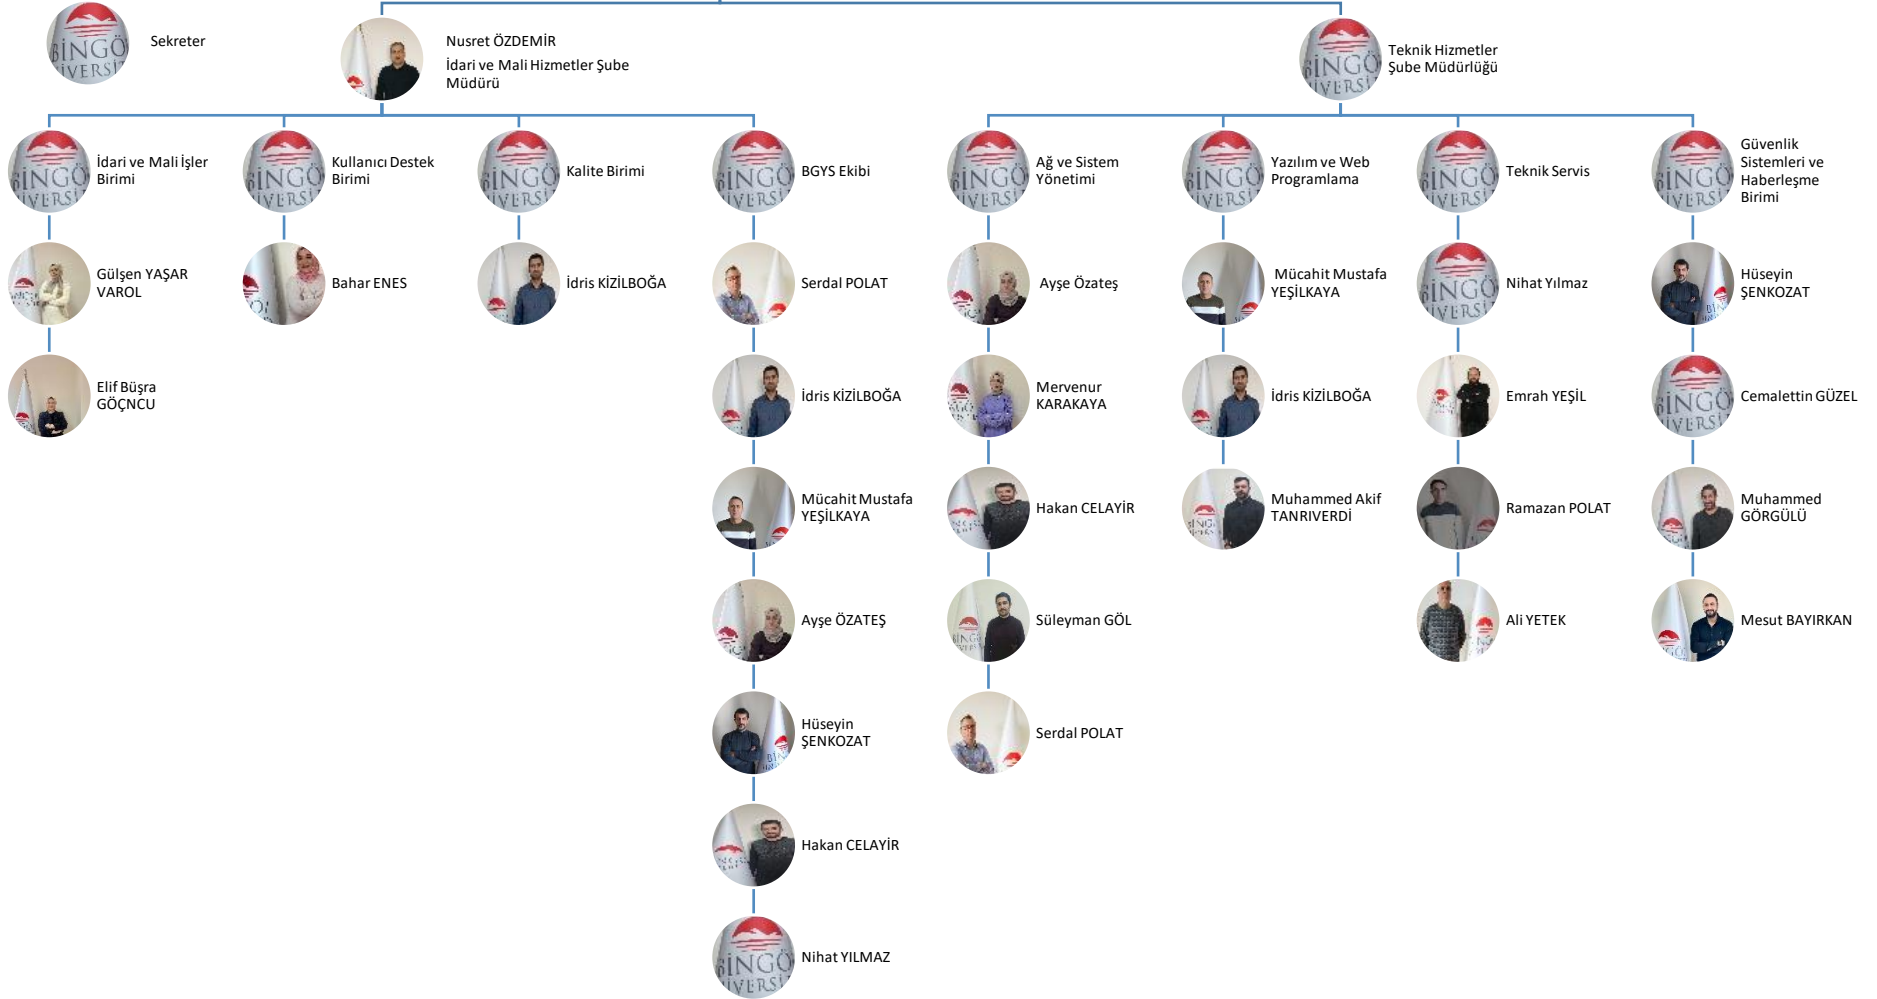 Sekreter
Nusret ÖZDEMİR
İdari ve Mali Hizmetler Şube
Müdürü
Teknik Hizmetler
Şube Müdürlüğü
İdari ve Mali İşler
Birimi
Gülşen YAŞAR
VAROL
Elif Büşra
GÖÇNCU
Kullanıcı Destek
Birimi
Bahar ENES
Kalite Birimi
İdris KİZİLBOĞA
BGYS Ekibi
Serdal POLAT
İdris KİZİLBOĞA
Mücahit Mustafa
YEŞİLKAYA
Ayşe ÖZATEŞ
Hüseyin
ŞENKOZAT
Hakan CELAYİR
Nihat YILMAZ
Ağ ve Sistem
Yönetimi
Ayşe Özateş
Mervenur
KARAKAYA
Hakan CELAYİR
Süleyman GÖL
Serdal POLAT
Yazılım ve Web
Programlama
Mücahit Mustafa
YEŞİLKAYA
İdris KİZİLBOĞA
Muhammed Akif
TANRIVERDİ
Teknik Servis
Nihat Yılmaz
Emrah YEŞİL
Ramazan POLAT
Ali YETEK
Güvenlik
Sistemleri ve
Haberleşme
Birimi
Hüseyin
ŞENKOZAT
Cemalettin GÜZEL
Muhammed
GÖRGÜLÜ
Mesut BAYIRKAN